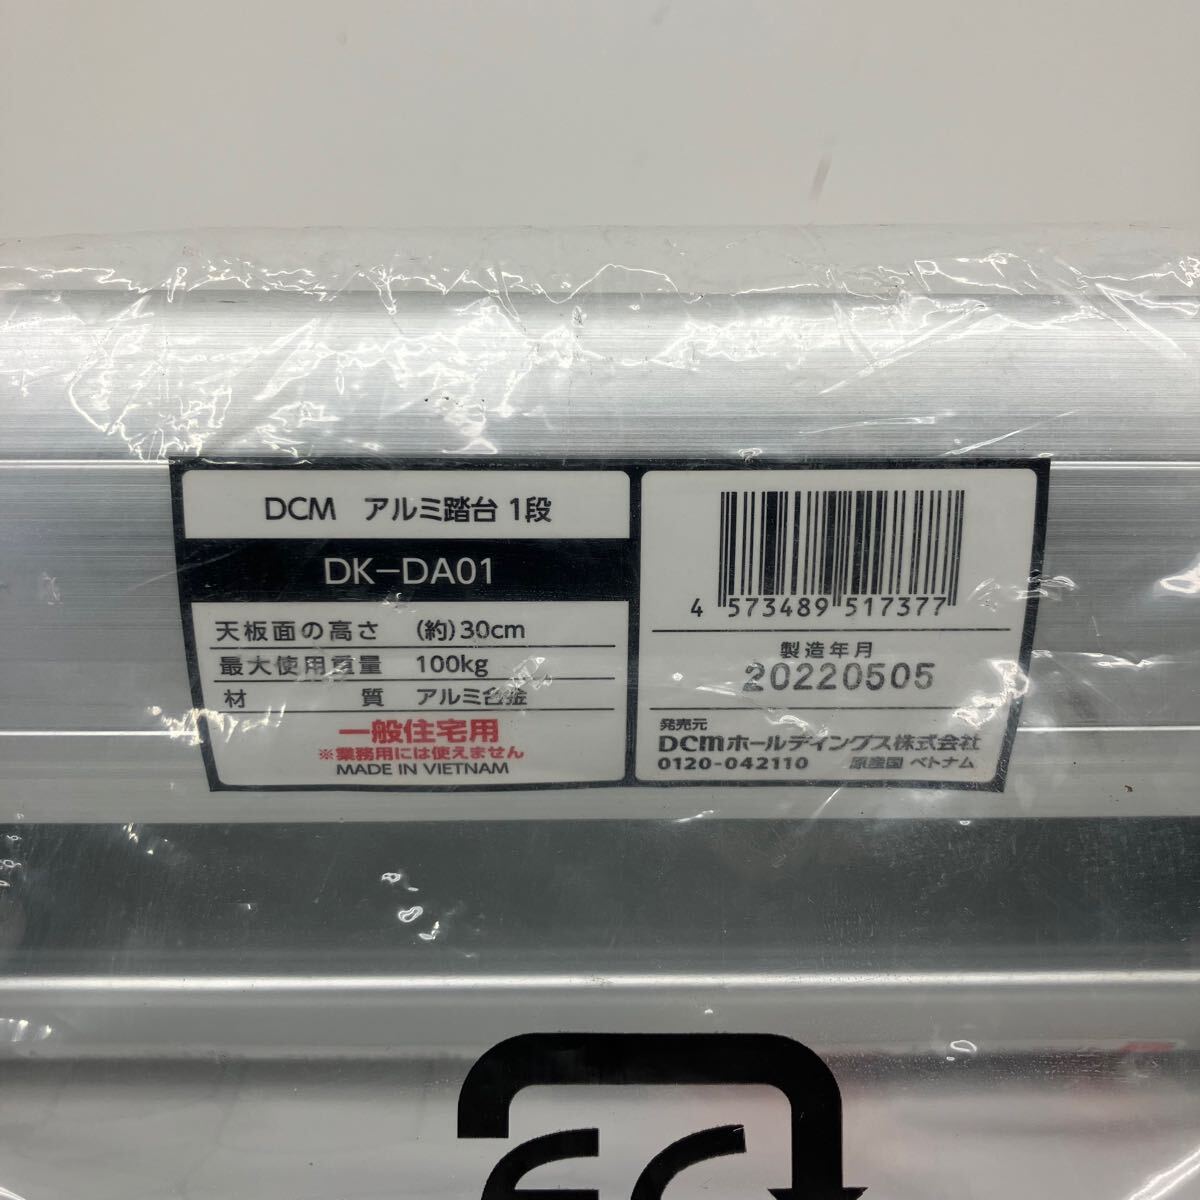 DCM アルミ踏台 1段
DK-DA01
天板面の高さ (約)30cm
最大使用重量 100kg
材質 アルミ合金
一般住宅用
※業務用には使えません
MADE IN VIETNAM
4 573489 517377
製造年月
20220505
発売元
DCMホールディングス株式会社
0120-042110 原産国 ベトナム